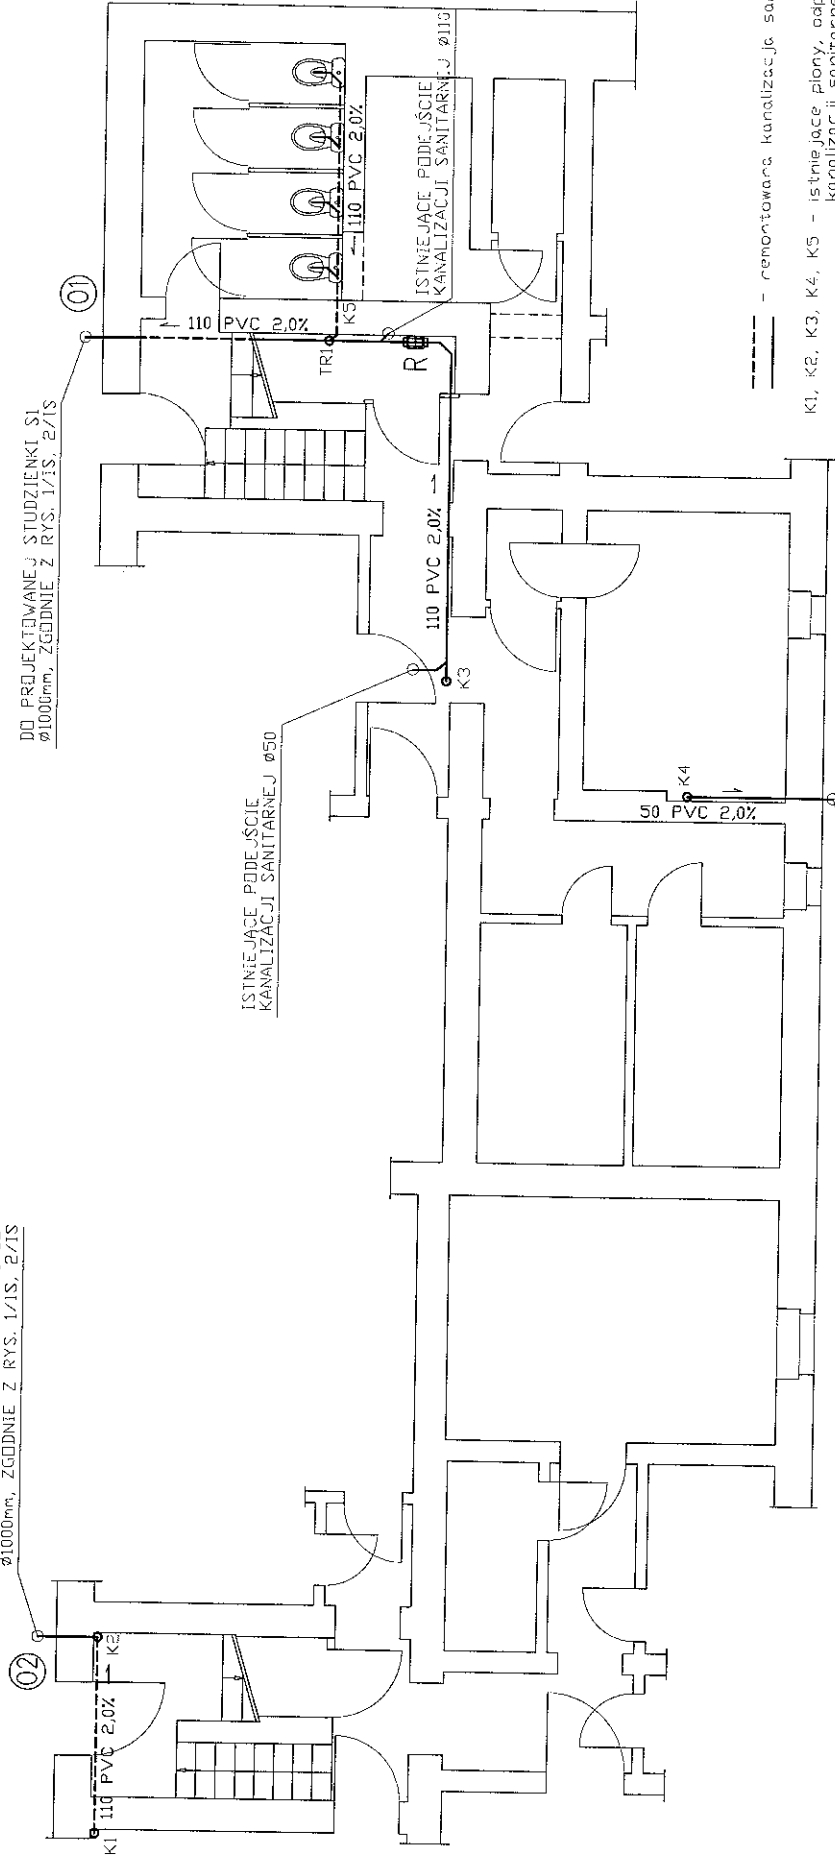 DO PROJEKTOWANEJ STUDZIENKI S1
Ø1000mm, ZGODNIE Z RYS. 1/IS, 2/IS
01
110 PVC 2,0%
TR1
K5
110 PVC 2,0%
ISTNIEJĄCE PODEJŚCIE
KANALIZACJI SANITARNEJ Ø110
R
110 PVC 2,0%
K3
ISTNIEJĄCE PODEJŚCIE
KANALIZACJI SANITARNEJ Ø50
K4
50 PVC 2,0%
Ø1000mm, ZGODNIE Z RYS. 1/IS, 2/IS
02
K2
110 PVC 2,0%
K1
- remontowana kanalizacja
K1, K2, K3, K4, K5 - istniejące piony,
kanalizacji